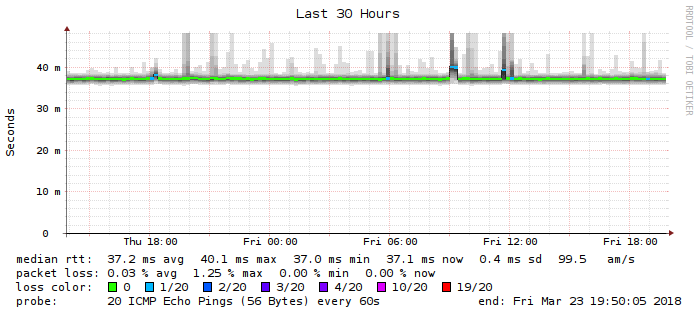 Last 30 Hours
RRDTOOL / TOBI OETIKER
Seconds
40 m
30 m
20 m
10 m
0
Thu 18:00 Fri 00:00 Fri 06:00 Fri 12:00 Fri 18:00
median rtt: 37.2 ms avg 40.1 ms max 37.0 ms min 37.1 ms now 0.4 ms sd 99.5 am/s
packet loss: 0.03 % avg 1.25 % max 0.00 % min 0.00 % now
loss color: 0 1/20 2/20 3/20 4/20 10/20 19/20
probe: 20 ICMP Echo Pings (56 Bytes) every 60s end: Fri Mar 23 19:50:05 2018